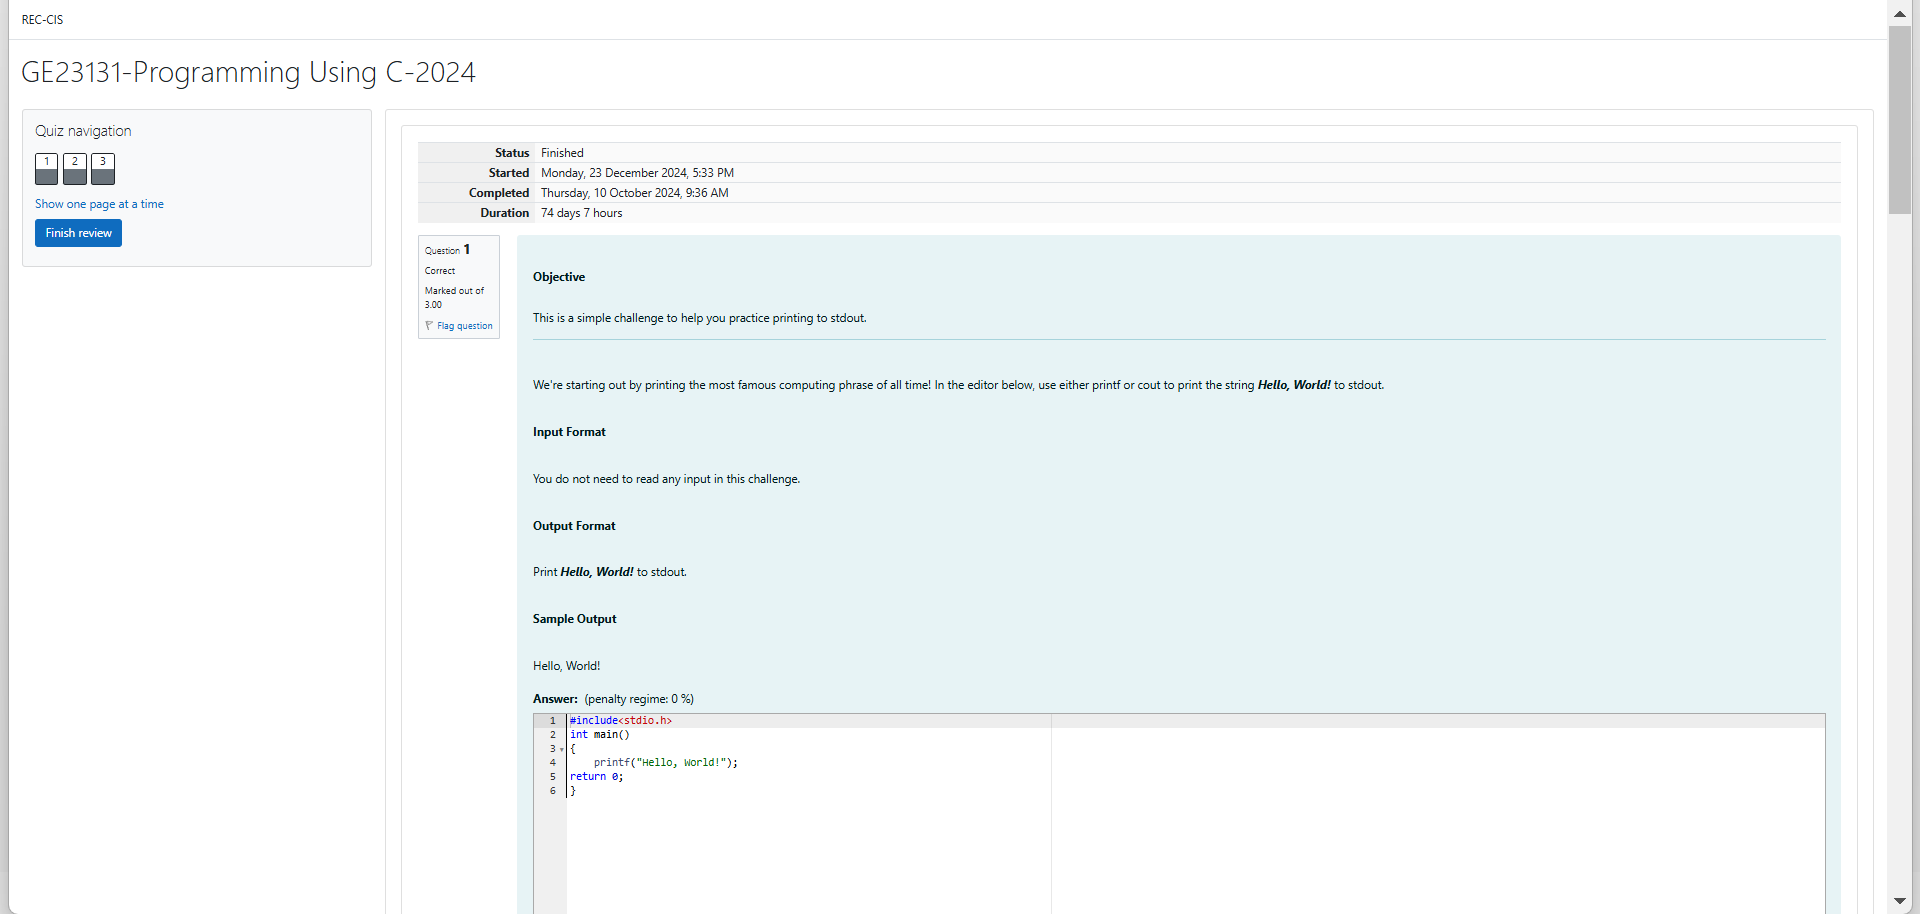 REC-CIS
GE23131-Programming Using C-2024
Quiz navigation
1 2 3
Show one page at a time
Finish review
Status Finished
Started Monday, 23 December 2024, 5:33 PM
Completed Thursday, 10 October 2024, 9:36 AM
Duration 74 days 7 hours
Question 1
Correct
Marked out of
3.00
Flag question
Objective
This is a simple challenge to help you practice printing to stdout.
We're starting out by printing the most famous computing phrase of all time! In the editor below, use either printf or cout to print the string Hello, World! to stdout.
Input Format
You do not need to read any input in this challenge.
Output Format
Print Hello, World! to stdout.
Sample Output
Hello, World!
Answer: (penalty regime: 0 %)
1 #include<stdio.h>
2 int main()
3 {
4     printf("Hello, World!");
5 return 0;
6 }